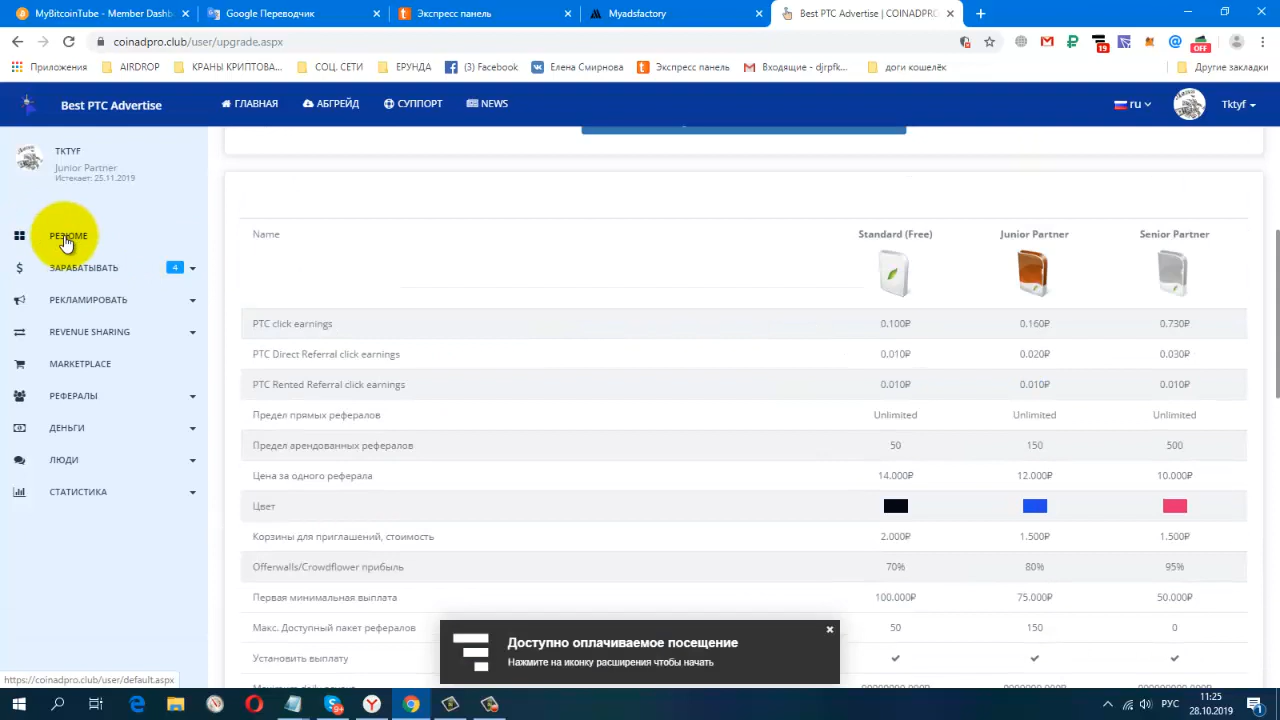 MyBitcoinTube - Member Dashb
Google Переводчик
Экспресс панель
Myadsfactory
Best PTC Advertise | COINADPRO.
coinadpro.club/user/upgrade.aspx
19
OFF
Приложения
AIRDROP
КРАНЫ КРИПТОВА...
СОЦ. СЕТИ
ЕРУНДА
(3) Facebook
Елена Смирнова
Экспресс панель
Входящие - djrpfk...
доги кошелёк
Другие закладки
Best PTC Advertise
ГЛАВНАЯ
АБГРЕЙД
СУППОРТ
NEWS
ru
Tktyf
TKTYF
Junior Partner
Истекает: 25.11.2019
РЕЗЮМЕ
ЗАРАБАТЫВАТЬ
4
РЕКЛАМИРОВАТЬ
REVENUE SHARING
MARKETPLACE
РЕФЕРАЛЫ
ДЕНЬГИ
ЛЮДИ
СТАТИСТИКА
Name Standard (Free) Junior Partner Senior Partner
PTC click earnings 0.100₽ 0.160₽ 0.730₽
PTC Direct Referral click earnings 0.010₽ 0.020₽ 0.030₽
PTC Rented Referral click earnings 0.010₽ 0.010₽ 0.010₽
Предел прямых рефералов Unlimited Unlimited Unlimited
Предел арендованных рефералов 50 150 500
Цена за одного реферала 14.000₽ 12.000₽ 10.000₽
Цвет
Корзины для приглашений, стоимость 2.000₽ 1.500₽ 1.500₽
Offerwalls/Crowdflower прибыль 70% 80% 95%
Первая минимальная выплата 100.000₽ 75.000₽ 50.000₽
Макс. Доступный пакет рефералов 50 150 0
Установить выплату
Доступно оплачиваемое посещение
Нажмите на иконку расширения чтобы начать
https://coinadpro.club/user/default.aspx
РУС
11:25
28.10.2019
1